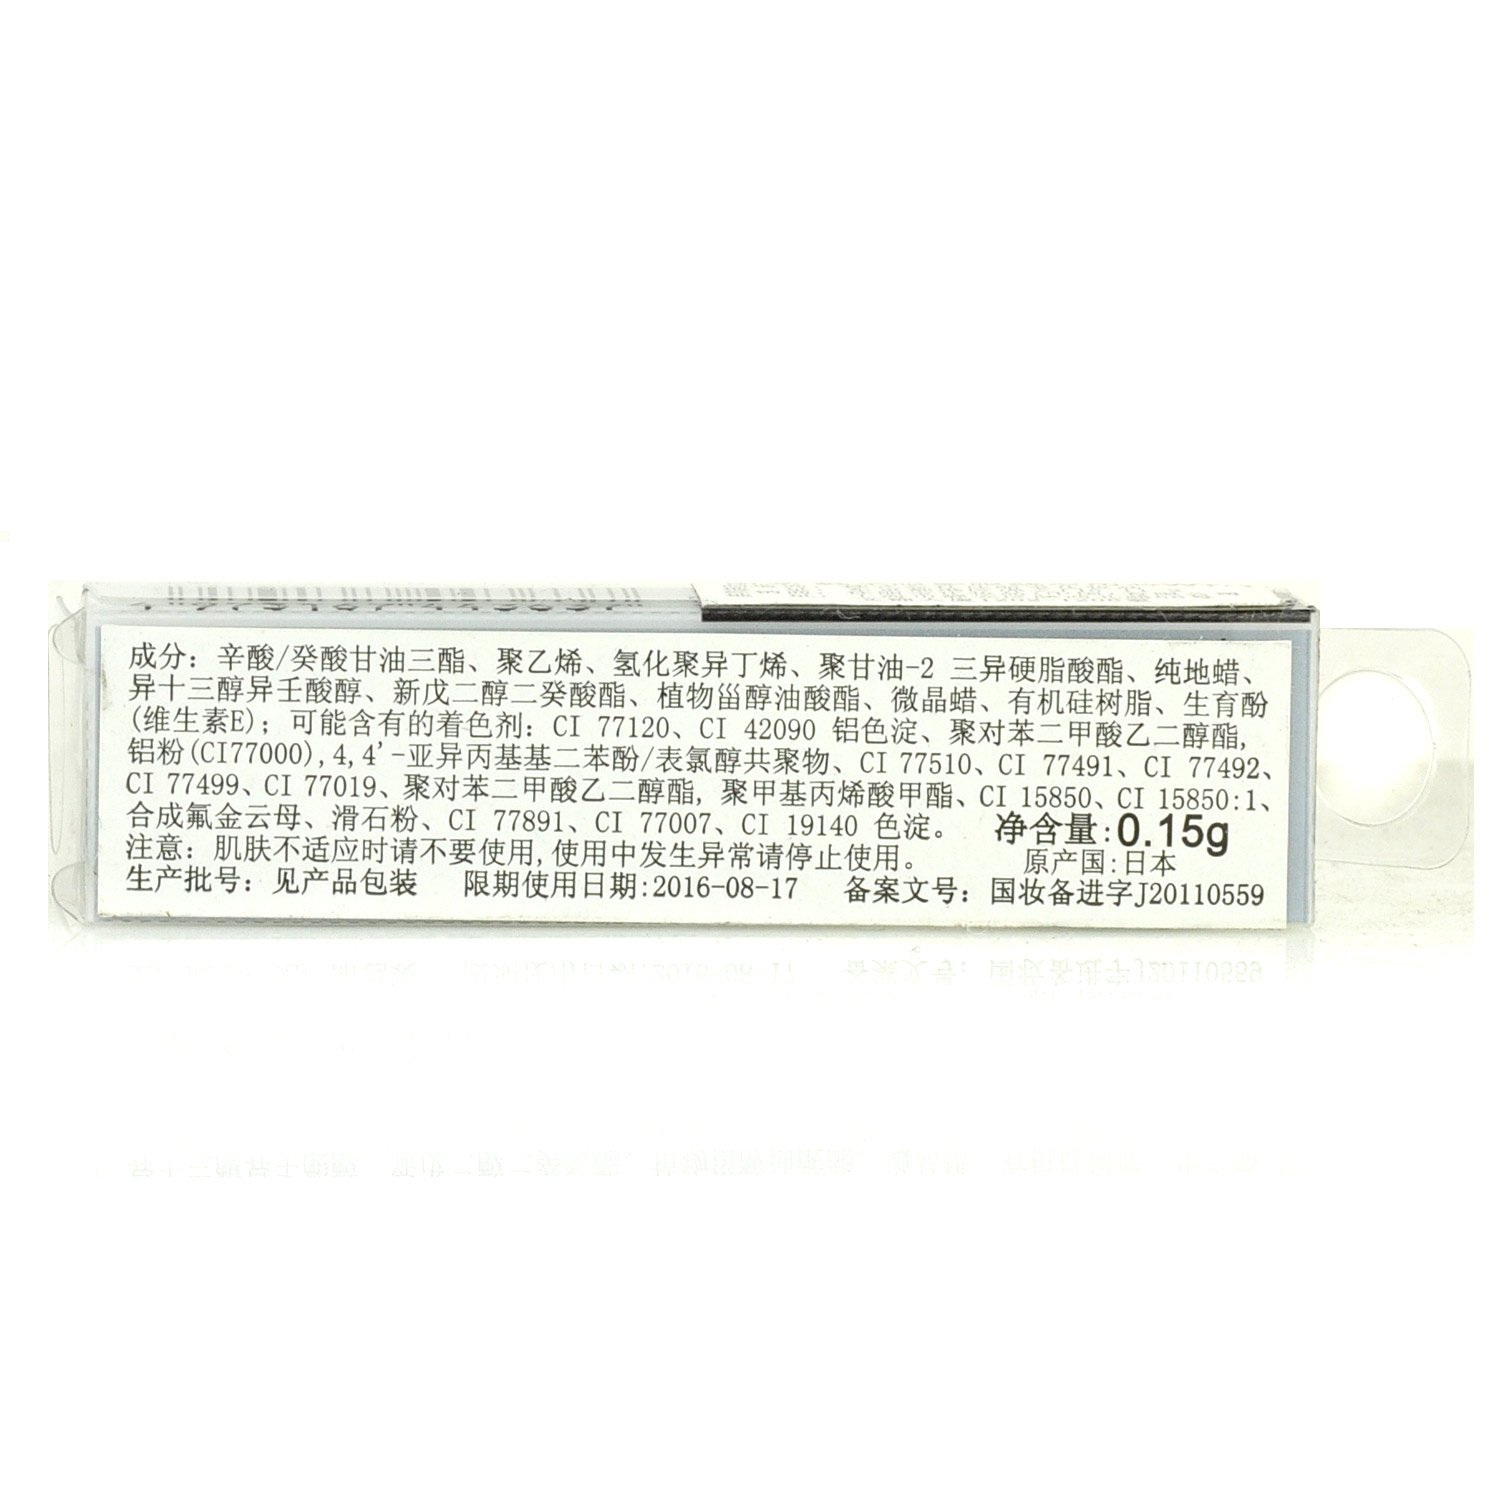 成分：辛酸/癸酸甘油三酯、聚乙烯、氢化聚异丁烯、聚甘油-2 三异硬脂酸酯、纯地蜡、
异十三醇异壬酸醇、新戊二醇二癸酸酯、植物甾醇油酸酯、微晶蜡、有机硅树脂、生育酚
(维生素E)；可能含有的着色剂：CI 77120、CI 42090 铝色淀、聚对苯二甲酸乙二醇酯,
铝粉(CI77000),4,4'-亚异丙基基二苯酚/表氯醇共聚物、CI 77510、CI 77491、CI 77492、
CI 77499、CI 77019、聚对苯二甲酸乙二醇酯, 聚甲基丙烯酸甲酯、CI 15850、CI 15850:1、
合成氟金云母、滑石粉、CI 77891、CI 77007、CI 19140 色淀。 净含量:0.15g
注意：肌肤不适应时请不要使用,使用中发生异常请停止使用。 原产国:日本
生产批号：见产品包装 限期使用日期:2016-08-17 备案文号：国妆备进字J20110559